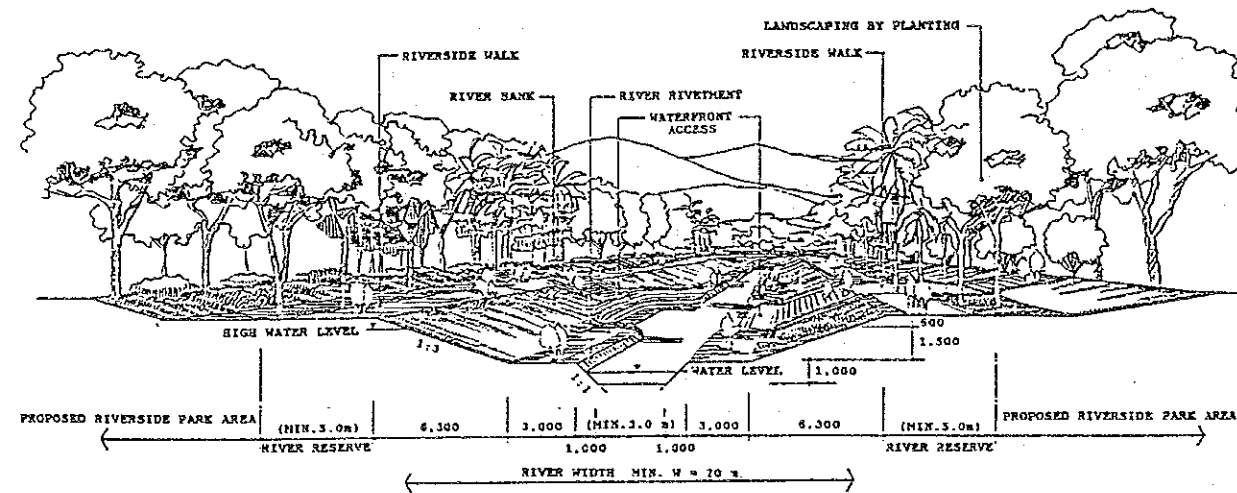 LANDSCAPING BY PLANTING
RIVERSIDE WALK
RIVERSIDE WALK
RIVER BANK
RIVER RIVETMENT
WATERFRONT
ACCESS
HIGH WATER LEVEL
1:3
600
1.500
1:1
WATER LEVEL
1,000
PROPOSED RIVERSIDE PARK AREA
(MIN.3.0m)
6,300
3,000
(MIN.3.0 m)
3,000
6,300
(MIN.3.0m)
PROPOSED RIVERSIDE PARK AREA
RIVER RESERVE
1,000
1,000
RIVER RESERVE
RIVER WIDTH MIN. W = 20 m